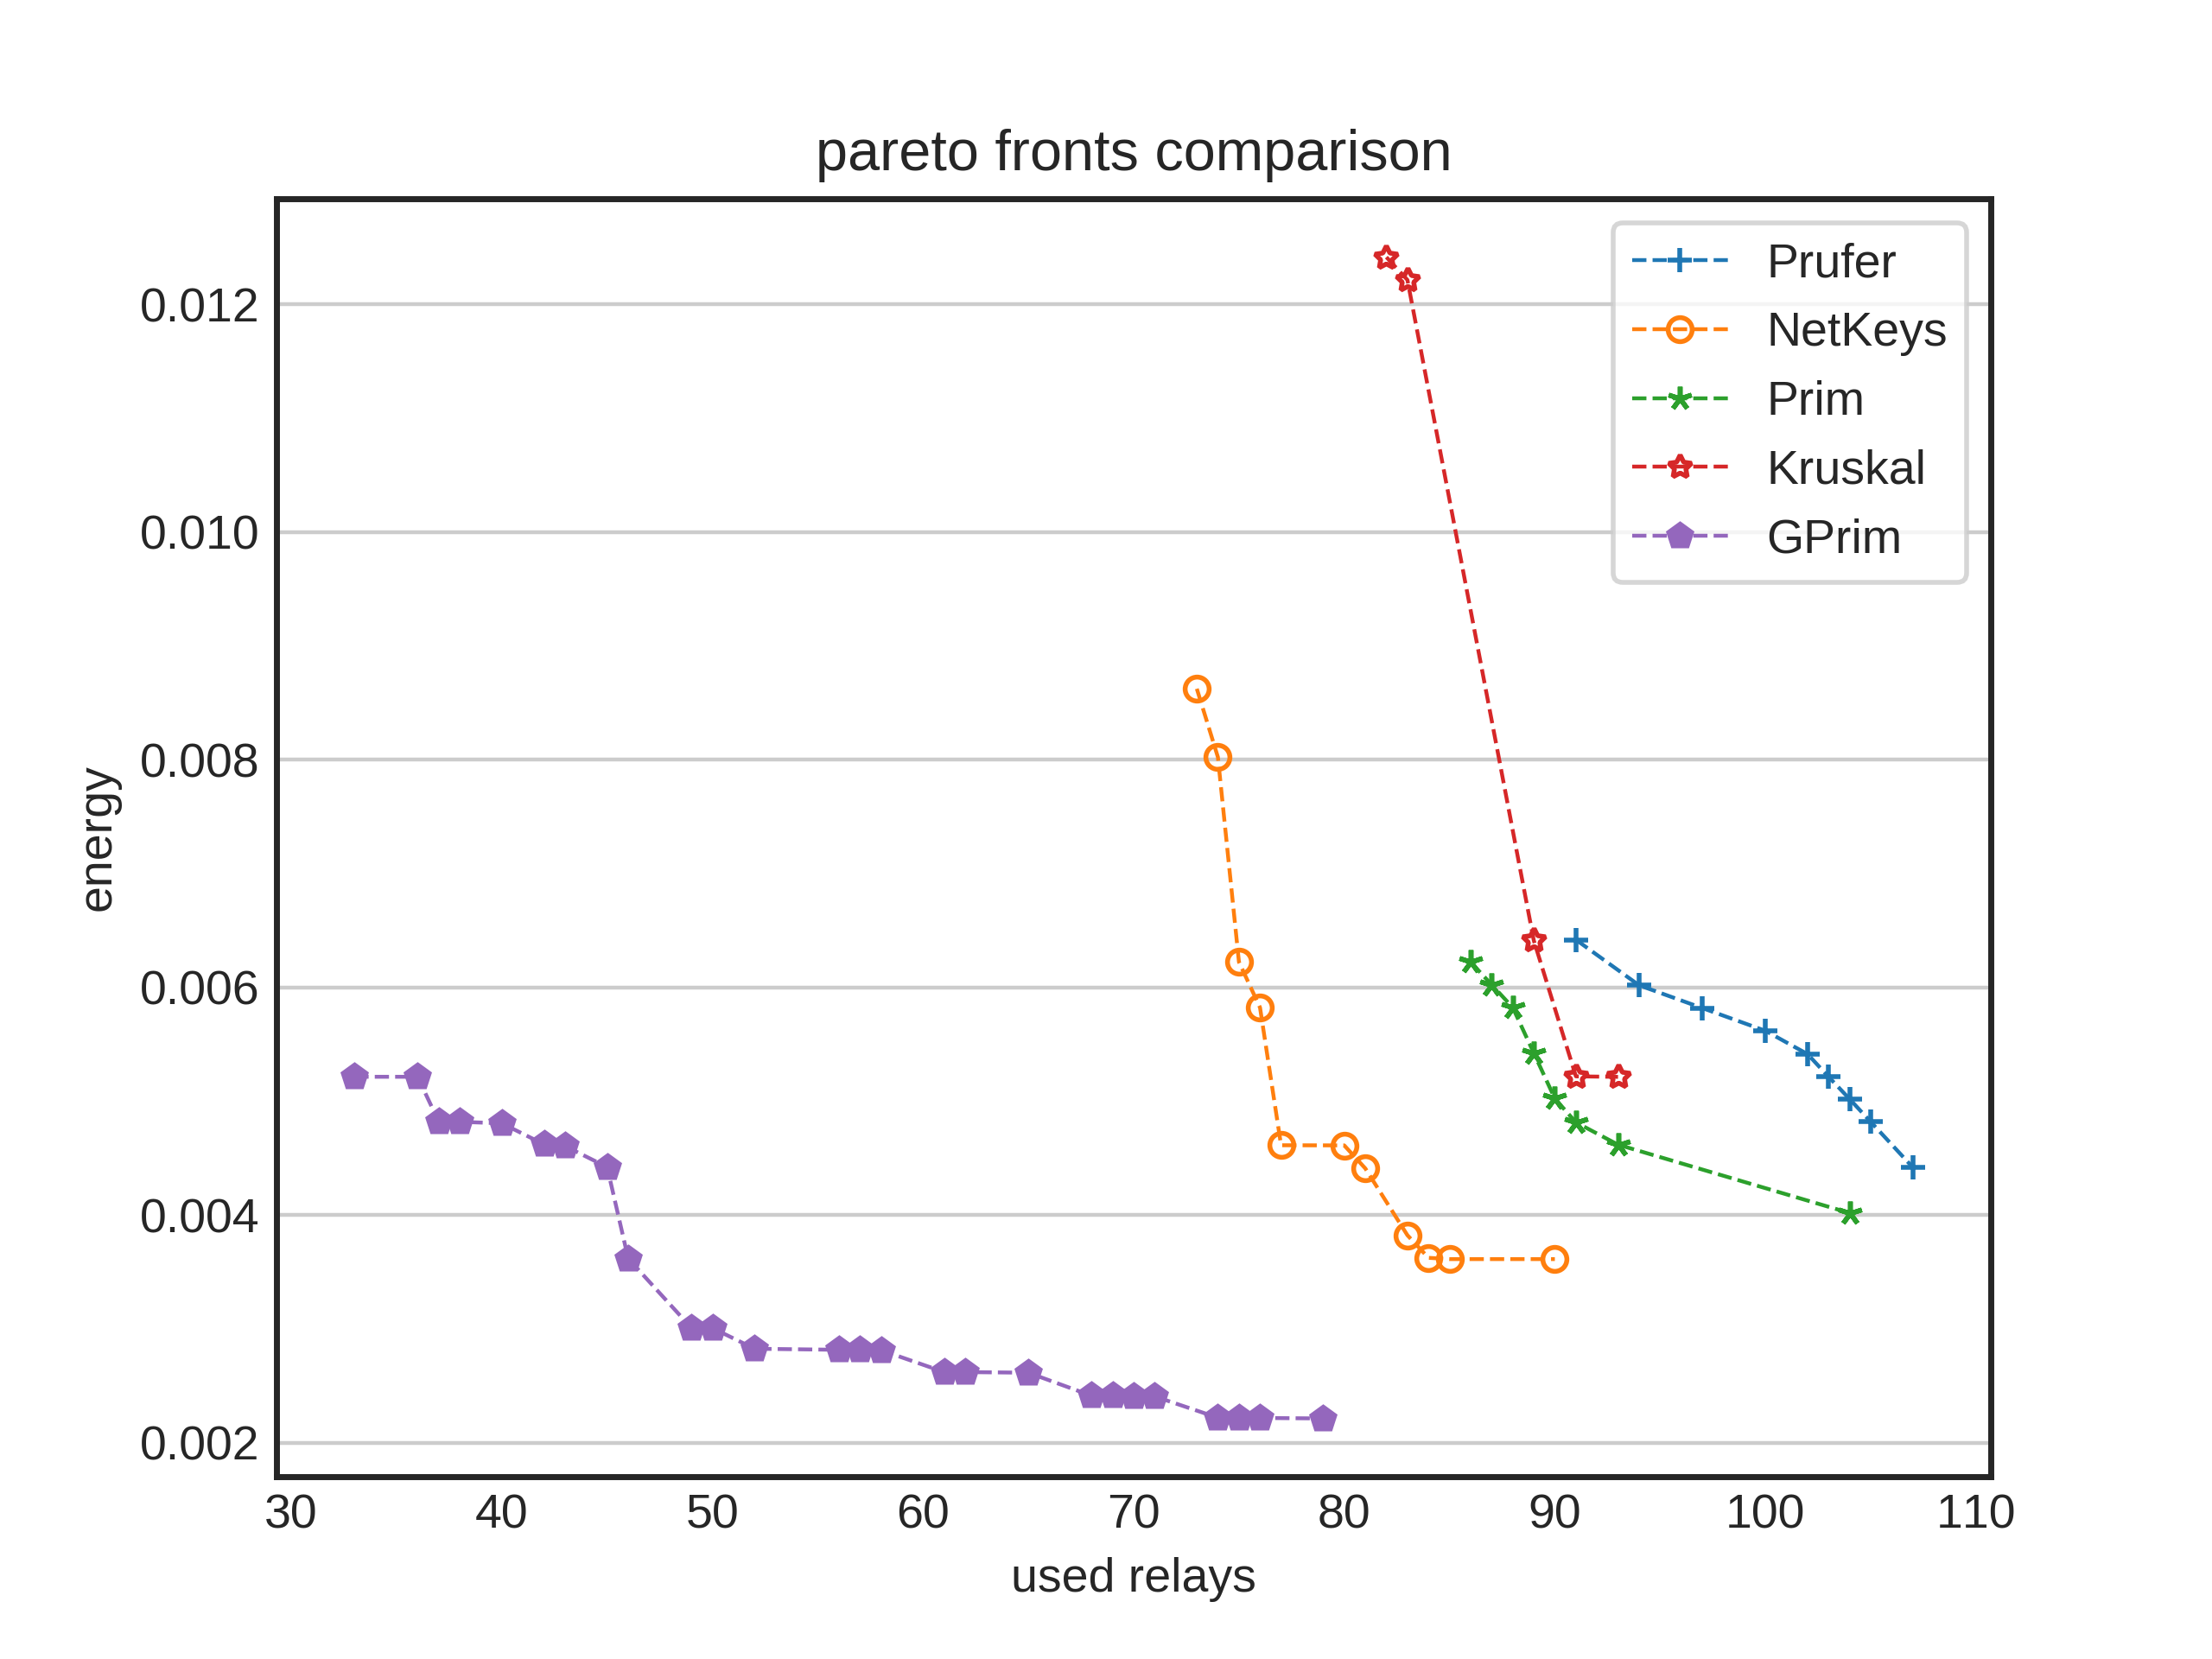 pareto fronts comparison
Prufer
NetKeys
Prim
Kruskal
GPrim
0.012
0.010
0.008
0.006
0.004
0.002
energy
30 40 50 60 70 80 90 100 110
used relays